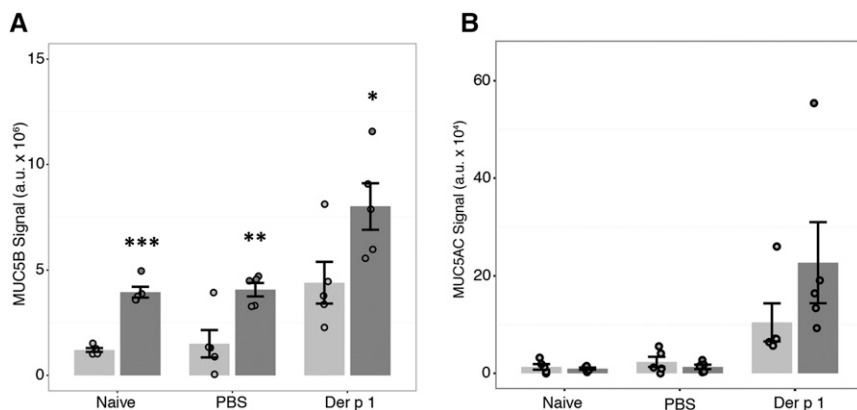 A
MUC5B Signal (a.u. x 10⁶)
15
10
5
0
***
**
*
Naive
PBS
Der p 1
B
MUC5AC Signal (a.u. x 10⁴)
60
40
20
0
Naive
PBS
Der p 1